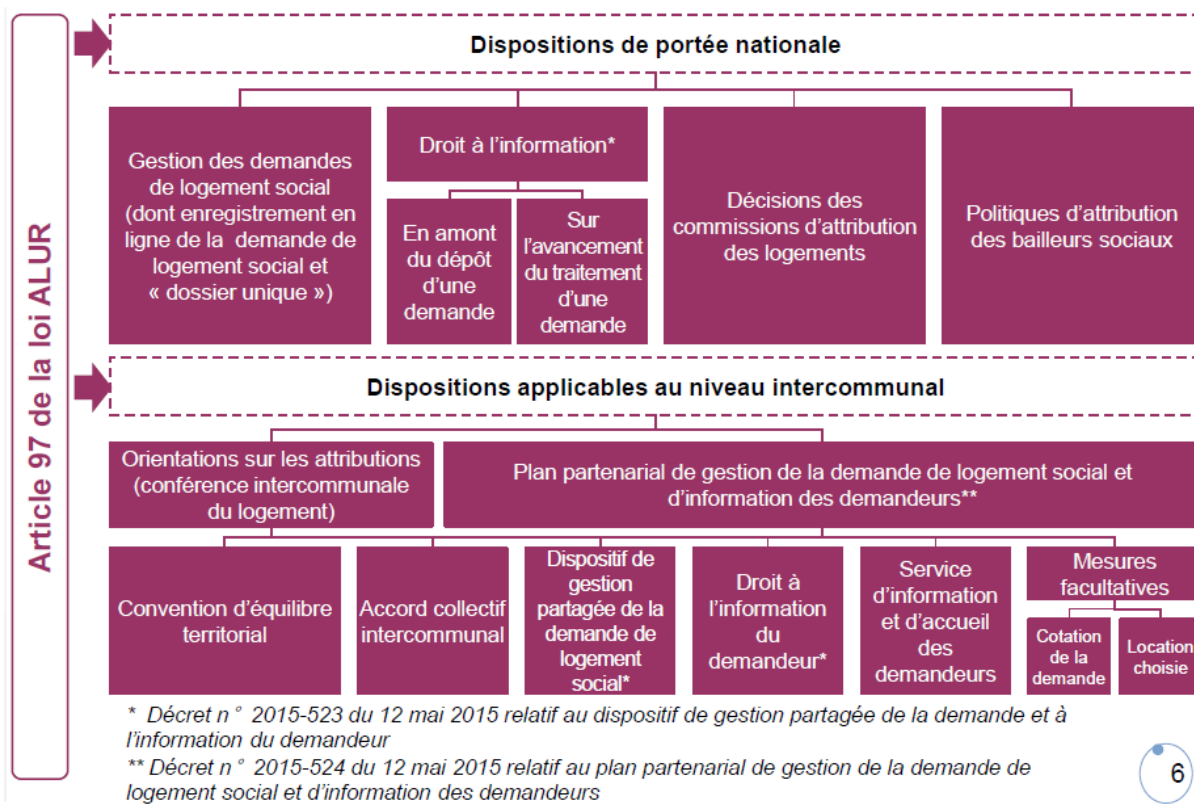 Article 97 de la loi ALUR
Dispositions de portée nationale
Gestion des demandes
de logement social
(dont enregistrement en
ligne de la demande de
logement social et
« dossier unique »)
Droit à l'information*
En amont
du dépôt
d'une
demande
Sur
l'avancement
du traitement
d'une
demande
Décisions des
commissions d'attribution
des logements
Politiques d'attribution
des bailleurs sociaux
Dispositions applicables au niveau intercommunal
Orientations sur les attributions
(conférence intercommunale
du logement)
Plan partenarial de gestion de la demande de logement social et
d'information des demandeurs**
Convention d'équilibre
territorial
Accord collectif
intercommunal
Dispositif de
gestion
partagée de la
demande de
logement
social*
Droit à
l'information
du
demandeur*
Service
d'information
et d'accueil
des
demandeurs
Mesures
facultatives
Cotation
de la
demande
Location
choisie
* Décret n° 2015-523 du 12 mai 2015 relatif au dispositif de gestion partagée de la demande et à
l'information du demandeur
** Décret n° 2015-524 du 12 mai 2015 relatif au plan partenarial de gestion de la demande de
logement social et d'information des demandeurs
6